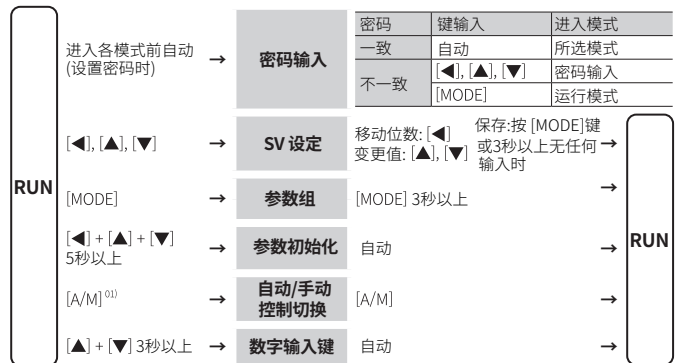 密码 键输入 进入模式
进入各模式前自动
(设置密码时) → 密码输入
一致 自动 所选模式
不一致 [◀], [▲], [▼] 密码输入
[MODE] 运行模式
RUN
[◀], [▲], [▼] → SV 设定
移动位数: [◀]
变更值: [▲], [▼]
保存:按 [MODE]键
或3秒以上无任何 →
输入时
[MODE] → 参数组 [MODE] 3秒以上 →
[◀] + [▲] + [▼]
5秒以上 → 参数初始化 自动 →
RUN
[A/M] 01) → 自动/手动
控制切换 [A/M] →
[▲] + [▼] 3秒以上 → 数字输入键 自动 →